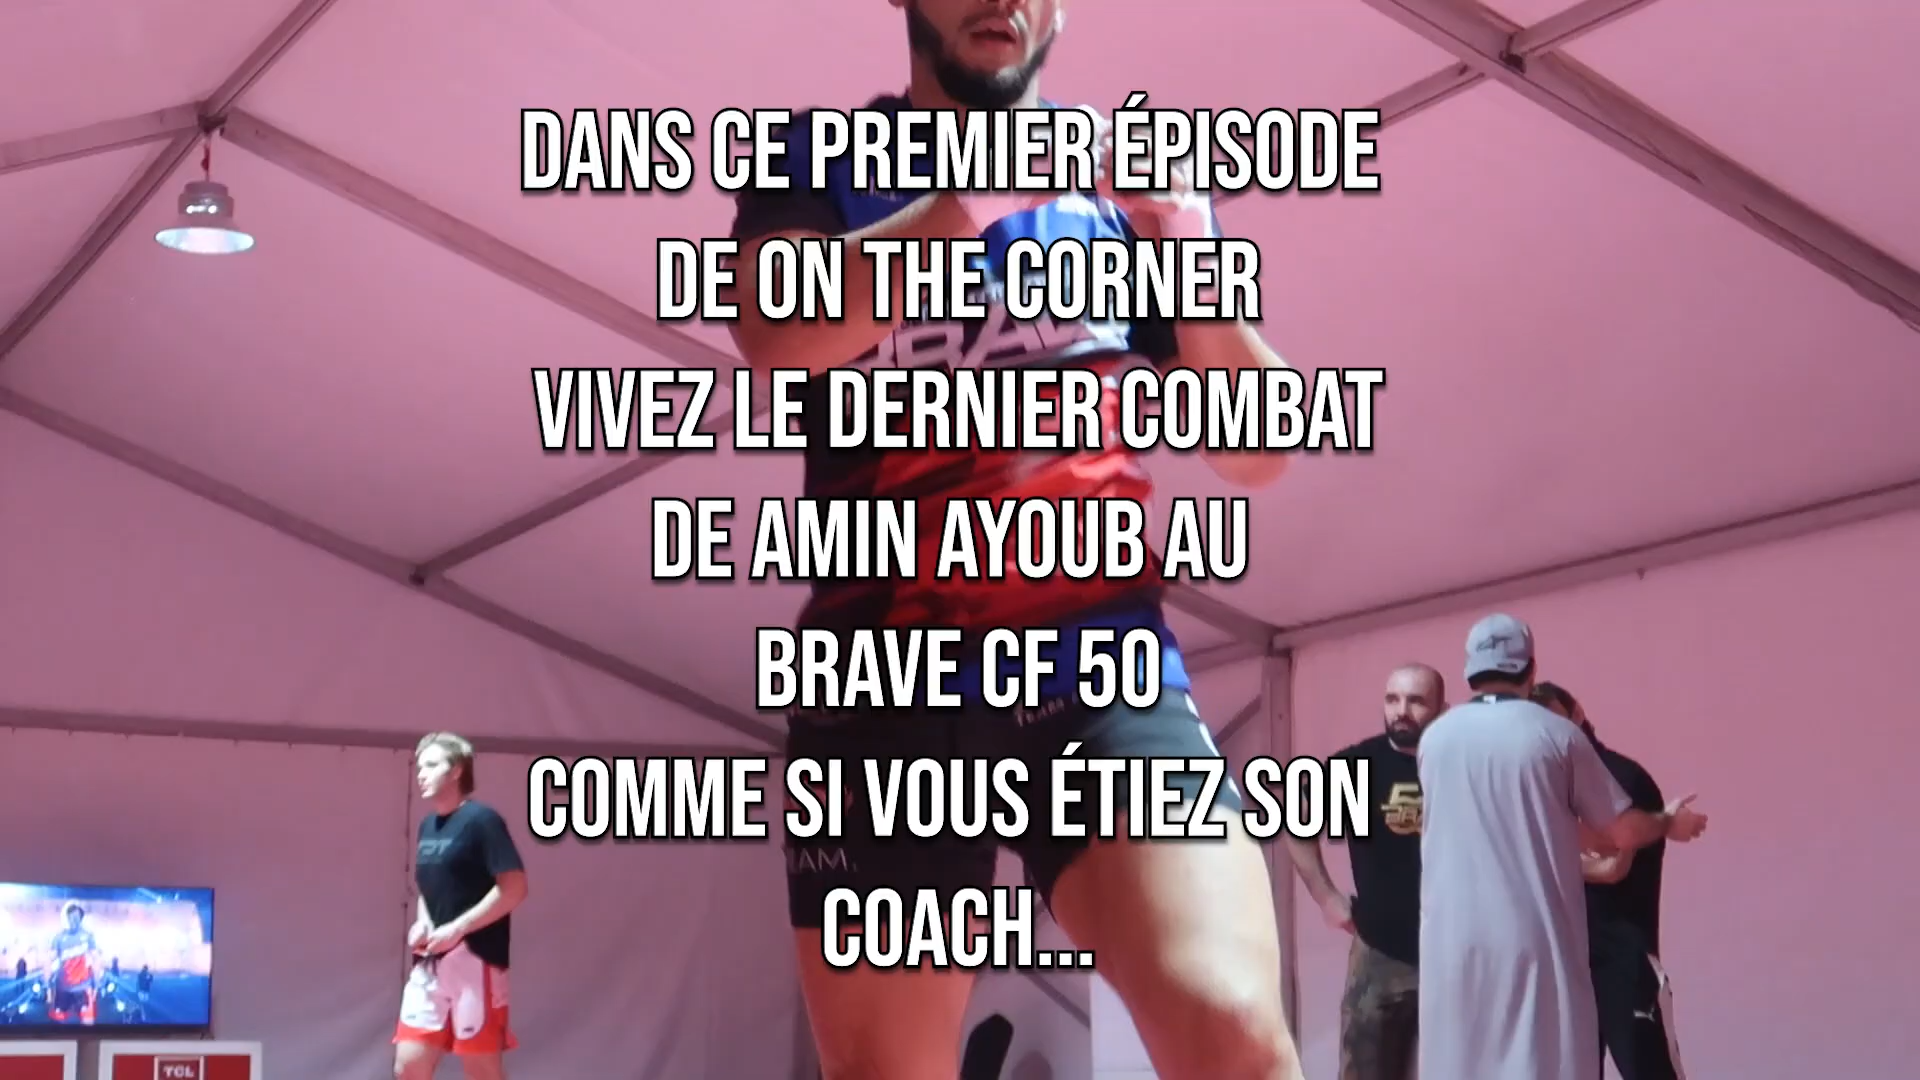 DANS CE PREMIER ÉPISODE
DE ON THE CORNER
VIVEZ LE DERNIER COMBAT
DE AMIN AYOUB AU
BRAVE CF 50
COMME SI VOUS ÉTIEZ SON
COACH...
TCL